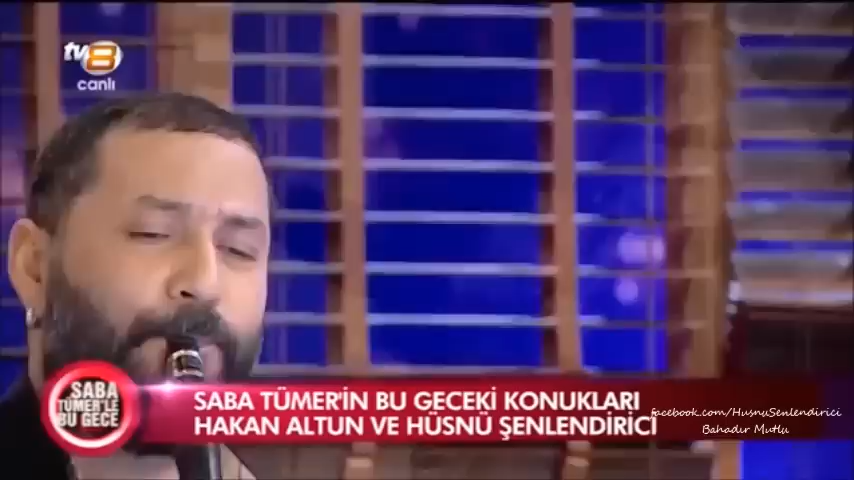 tv8
canlı
SABA
TÜMER'LE
BU GECE
SABA TÜMER'İN BU GECEKİ KONUKLARI
HAKAN ALTUN VE HÜSNÜ ŞENLENDİRİCİ
facebook.com/HusnuSenlendirici
Bahadır Mutlu